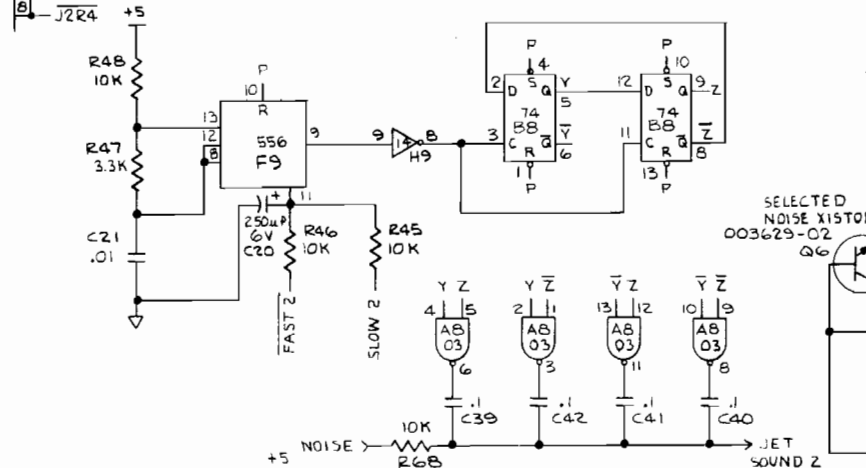 8
J2R4
+5
R48
10K
P
10
R
13
12
8
556
F9
9
R47
3.3K
C21
.01
250µF
6V
C20
+
11
R46
10K
R45
10K
FAST 2
SLOW 2
9
14
8
H9
P
4
S
2
D
Q
Y
5
74
B8
3
C
Q
Y
6
R
1
P
P
10
S
12
D
Q
9
Z
74
B8
11
C
Q
Z
8
R
13
P
SELECTED
NOISE XISTO
003629-02
Q6
Y Z
4 5
A8
03
6
.1
C39
Y Z
2 1
A8
03
3
.1
C42
Y Z
13 12
A8
03
11
.1
C41
Y Z
10 9
A8
03
8
.1
C40
+5
NOISE
10K
R68
JET
SOUND 2